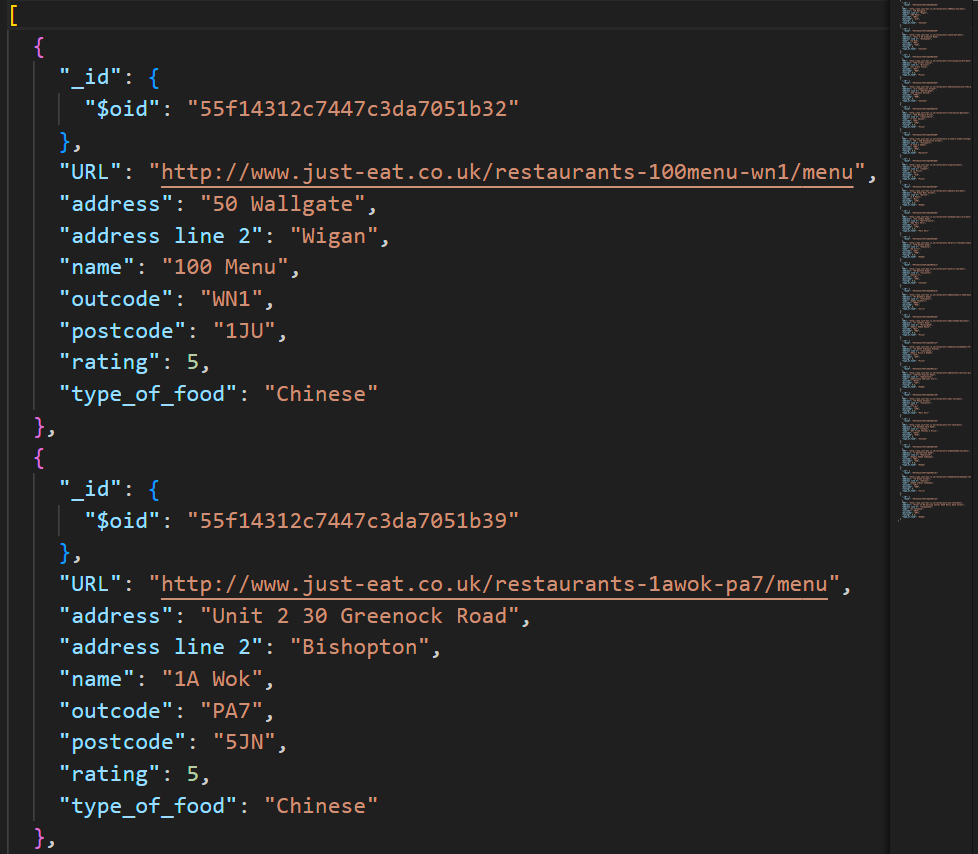 [
  {
    "_id": {
      "$oid": "55f14312c7447c3da7051b32"
    },
    "URL": "http://www.just-eat.co.uk/restaurants-100menu-wn1/menu",
    "address": "50 Wallgate",
    "address line 2": "Wigan",
    "name": "100 Menu",
    "outcode": "WN1",
    "postcode": "1JU",
    "rating": 5,
    "type_of_food": "Chinese"
  },
  {
    "_id": {
      "$oid": "55f14312c7447c3da7051b39"
    },
    "URL": "http://www.just-eat.co.uk/restaurants-1awok-pa7/menu",
    "address": "Unit 2 30 Greenock Road",
    "address line 2": "Bishopton",
    "name": "1A Wok",
    "outcode": "PA7",
    "postcode": "5JN",
    "rating": 5,
    "type_of_food": "Chinese"
  },